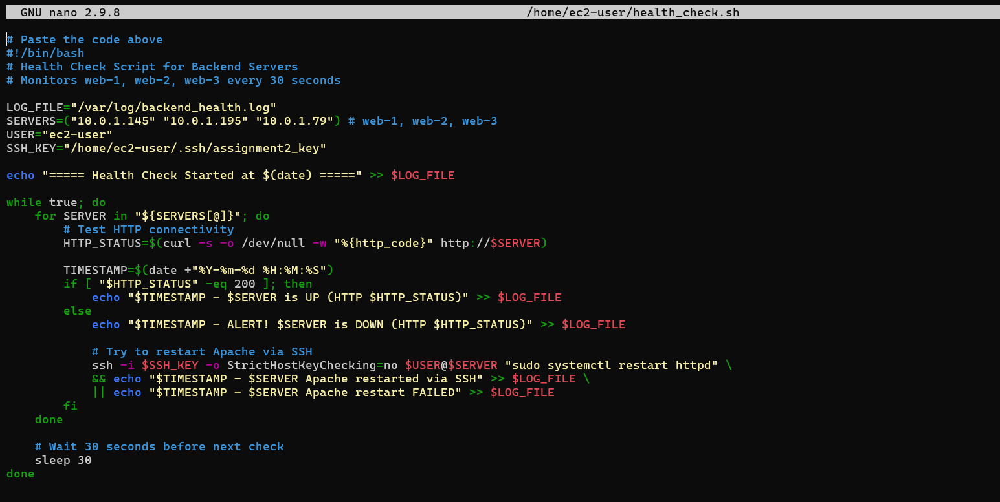 GNU nano 2.9.8 /home/ec2-user/health_check.sh
# Paste the code above
#!/bin/bash
# Health Check Script for Backend Servers
# Monitors web-1, web-2, web-3 every 30 seconds
LOG_FILE="/var/log/backend_health.log"
SERVERS=("10.0.1.145" "10.0.1.195" "10.0.1.79") # web-1, web-2, web-3
USER="ec2-user"
SSH_KEY="/home/ec2-user/.ssh/assignment2_key"
echo "===== Health Check Started at $(date) =====" >> $LOG_FILE
while true; do
    for SERVER in "${SERVERS[@]}"; do
        # Test HTTP connectivity
        HTTP_STATUS=$(curl -s -o /dev/null -w "%{http_code}" http://$SERVER)
        TIMESTAMP=$(date +"%Y-%m-%d %H:%M:%S")
        if [ "$HTTP_STATUS" -eq 200 ]; then
            echo "$TIMESTAMP - $SERVER is UP (HTTP $HTTP_STATUS)" >> $LOG_FILE
        else
            echo "$TIMESTAMP - ALERT! $SERVER is DOWN (HTTP $HTTP_STATUS)" >> $LOG_FILE
            # Try to restart Apache via SSH
            ssh -i $SSH_KEY -o StrictHostKeyChecking=no $USER@$SERVER "sudo systemctl restart httpd" \
            && echo "$TIMESTAMP - $SERVER Apache restarted via SSH" >> $LOG_FILE \
            || echo "$TIMESTAMP - $SERVER Apache restart FAILED" >> $LOG_FILE
        fi
    done
    # Wait 30 seconds before next check
    sleep 30
done